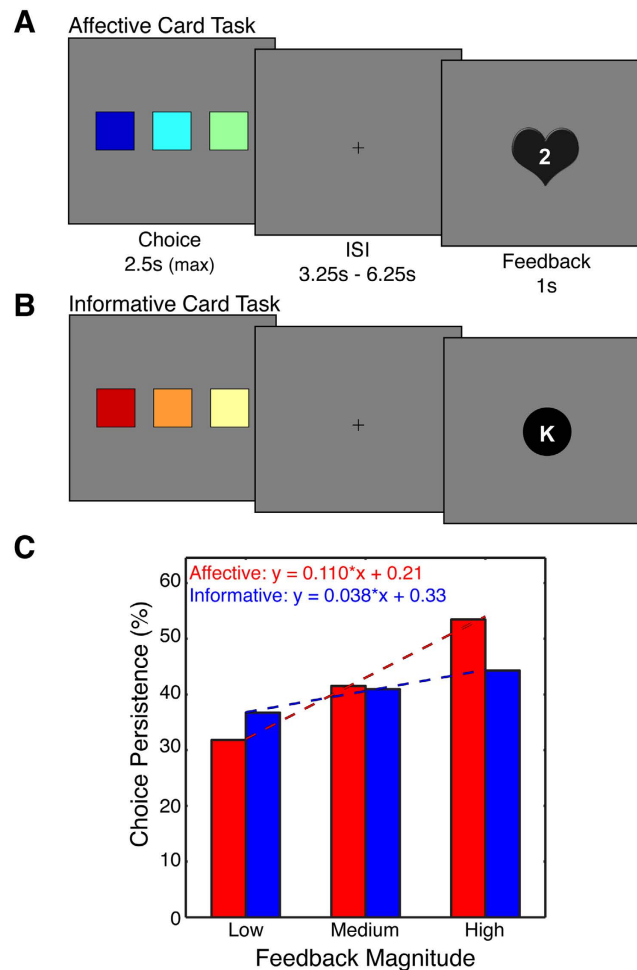 A
Affective Card Task
2
Choice
2.5s (max)
ISI
3.25s - 6.25s
Feedback
1s
B
Informative Card Task
K
C
Affective: y = 0.110*x + 0.21
Informative: y = 0.038*x + 0.33
Choice Persistence (%)
60
50
40
30
20
10
0
Low
Medium
High
Feedback Magnitude